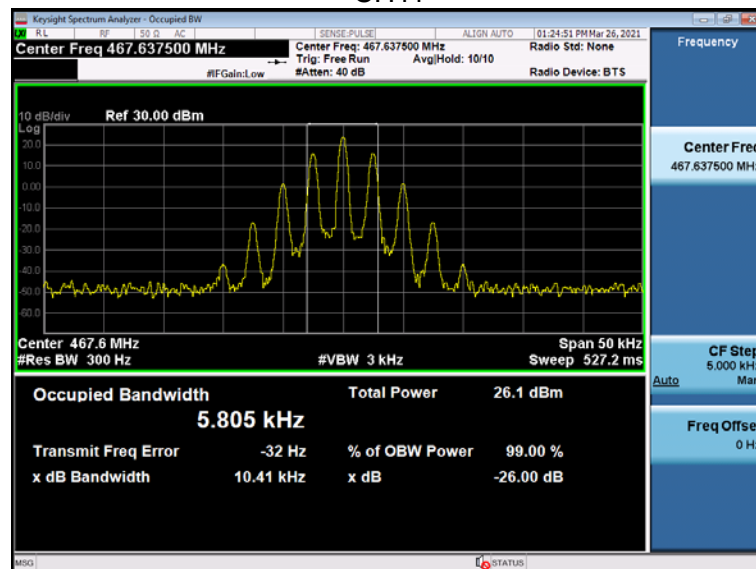 Keysight Spectrum Analyzer - Occupied BW
RL RF 50 Ω AC SENSE:PULSE ALIGN AUTO 01:24:51 PM Mar 26, 2021
Center Freq 467.637500 MHz
Center Freq: 467.637500 MHz
Radio Std: None
Trig: Free Run Avg|Hold: 10/10
#IFGain:Low
#Atten: 40 dB
Radio Device: BTS
Frequency
10 dB/div Ref 30.00 dBm
Log
20.0
10.0
0.00
-10.0
-20.0
-30.0
-40.0
-50.0
-60.0
Center 467.6 MHz
Span 50 kHz
#Res BW 300 Hz
#VBW 3 kHz
Sweep 527.2 ms
Center Freq
467.637500 MHz
CF Step
5.000 kHz
Auto Man
Freq Offset
0 Hz
Occupied Bandwidth
Total Power 26.1 dBm
5.805 kHz
Transmit Freq Error -32 Hz
% of OBW Power 99.00 %
x dB Bandwidth 10.41 kHz
x dB -26.00 dB
MSG
STATUS